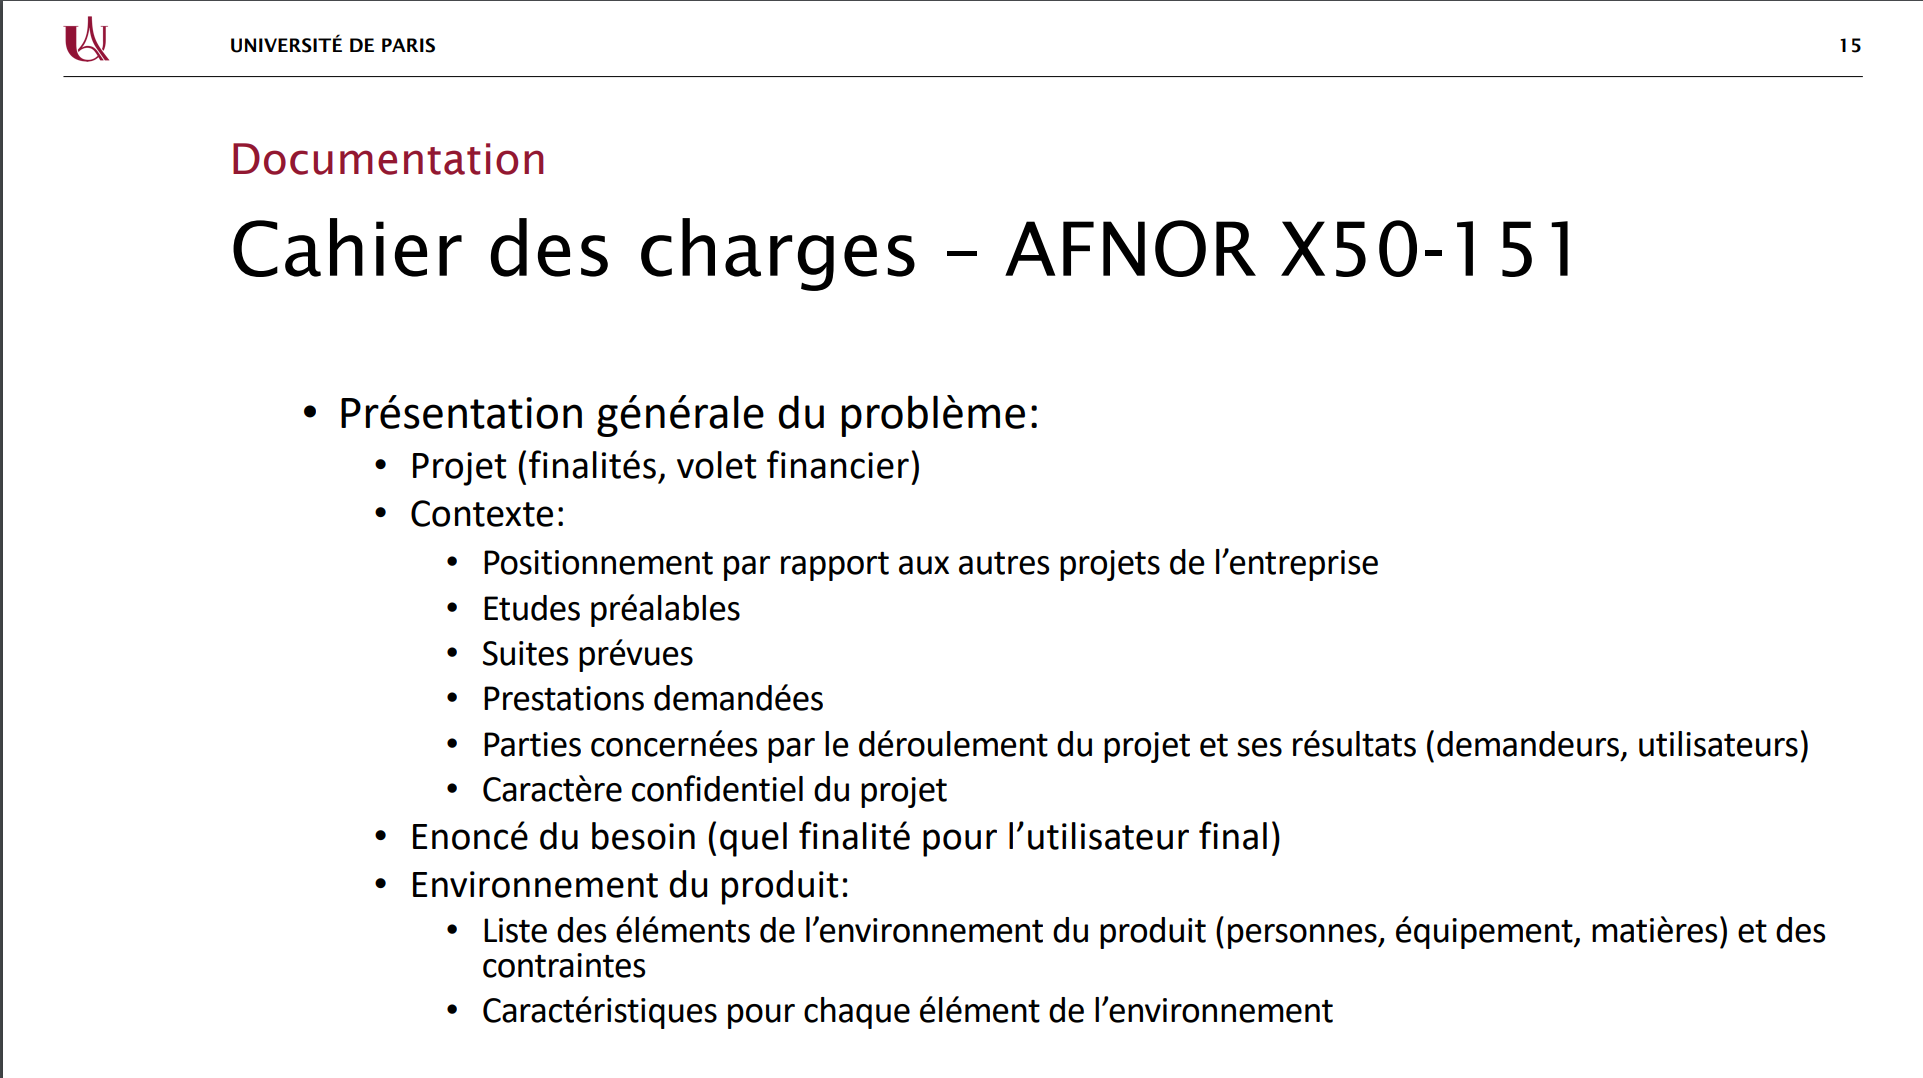 UNIVERSITÉ DE PARIS
15
Documentation
Cahier des charges – AFNOR X50-151
• Présentation générale du problème:
• Projet (finalités, volet financier)
• Contexte:
• Positionnement par rapport aux autres projets de l’entreprise
• Etudes préalables
• Suites prévues
• Prestations demandées
• Parties concernées par le déroulement du projet et ses résultats (demandeurs, utilisateurs)
• Caractère confidentiel du projet
• Enoncé du besoin (quel finalité pour l’utilisateur final)
• Environnement du produit:
• Liste des éléments de l’environnement du produit (personnes, équipement, matières) et des
contraintes
• Caractéristiques pour chaque élément de l’environnement